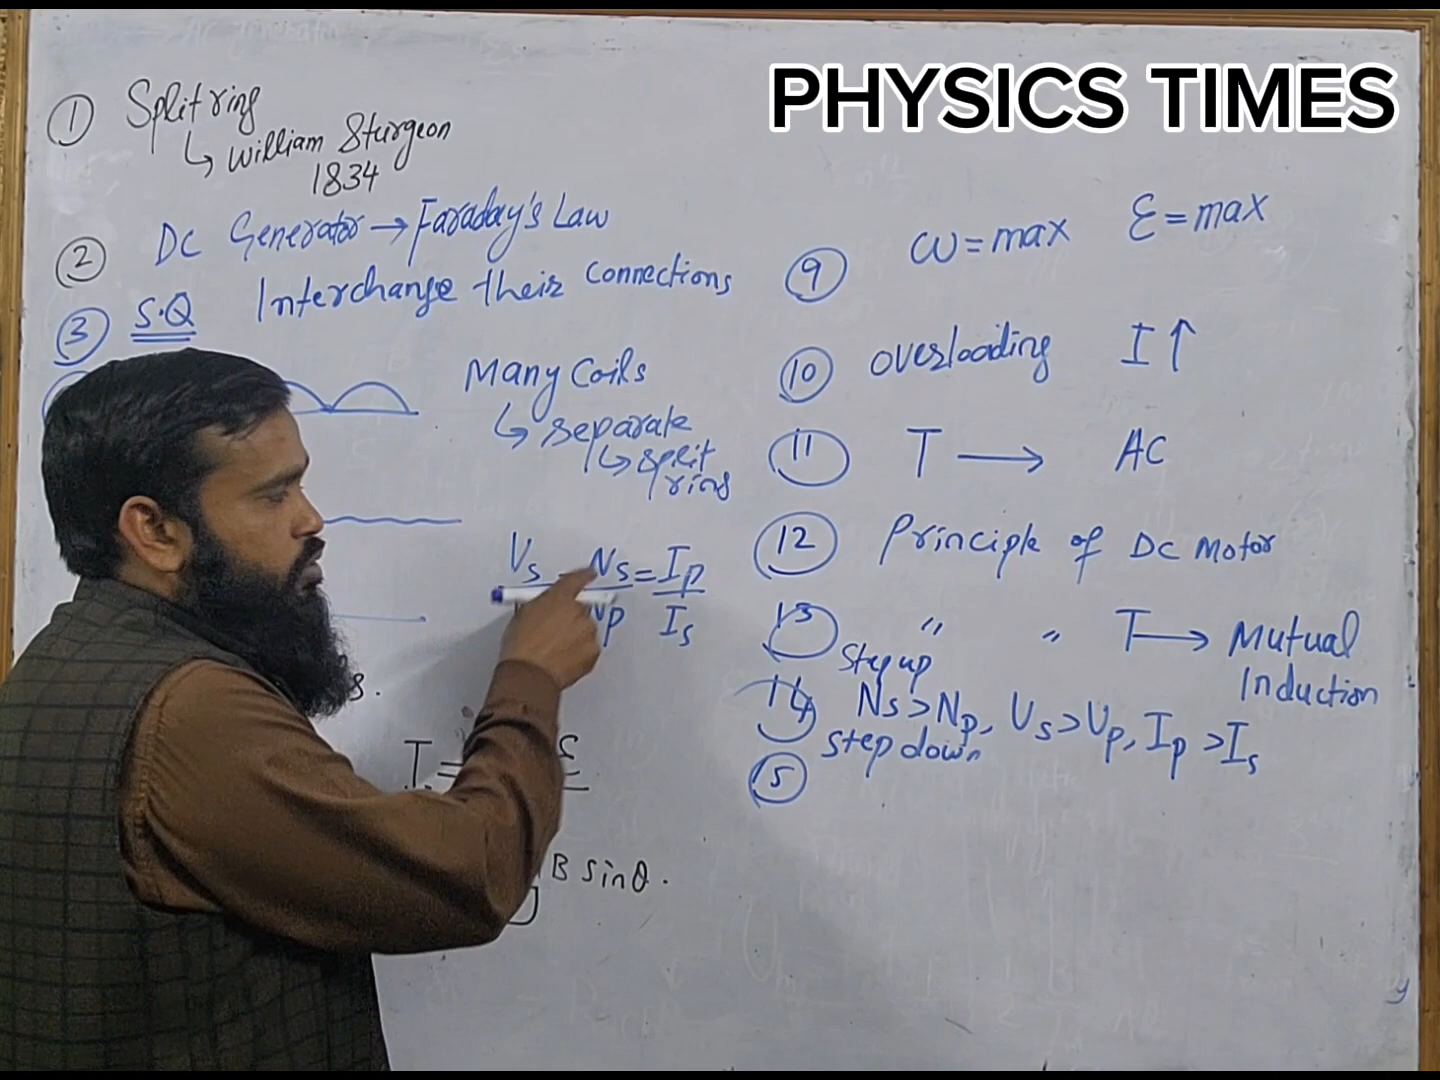 PHYSICS TIMES
① Split ring
↳ William Sturgeon
1834
② DC Generator → Faraday's Law
Interchange their connections
③ S.Q
Many Coils
↳ separate
↳ split
ring
Vs = Ns = Ip
Np Is
s.
B sinθ.
⑨ ω = max ε = max
⑩ overloading I↑
⑪ T → AC
⑫ Principle of DC Motor
⑬ " " T → Mutual
Induction
Step up
⑭ Ns > Np, Vs > Vp, Ip > Is
step down
⑮